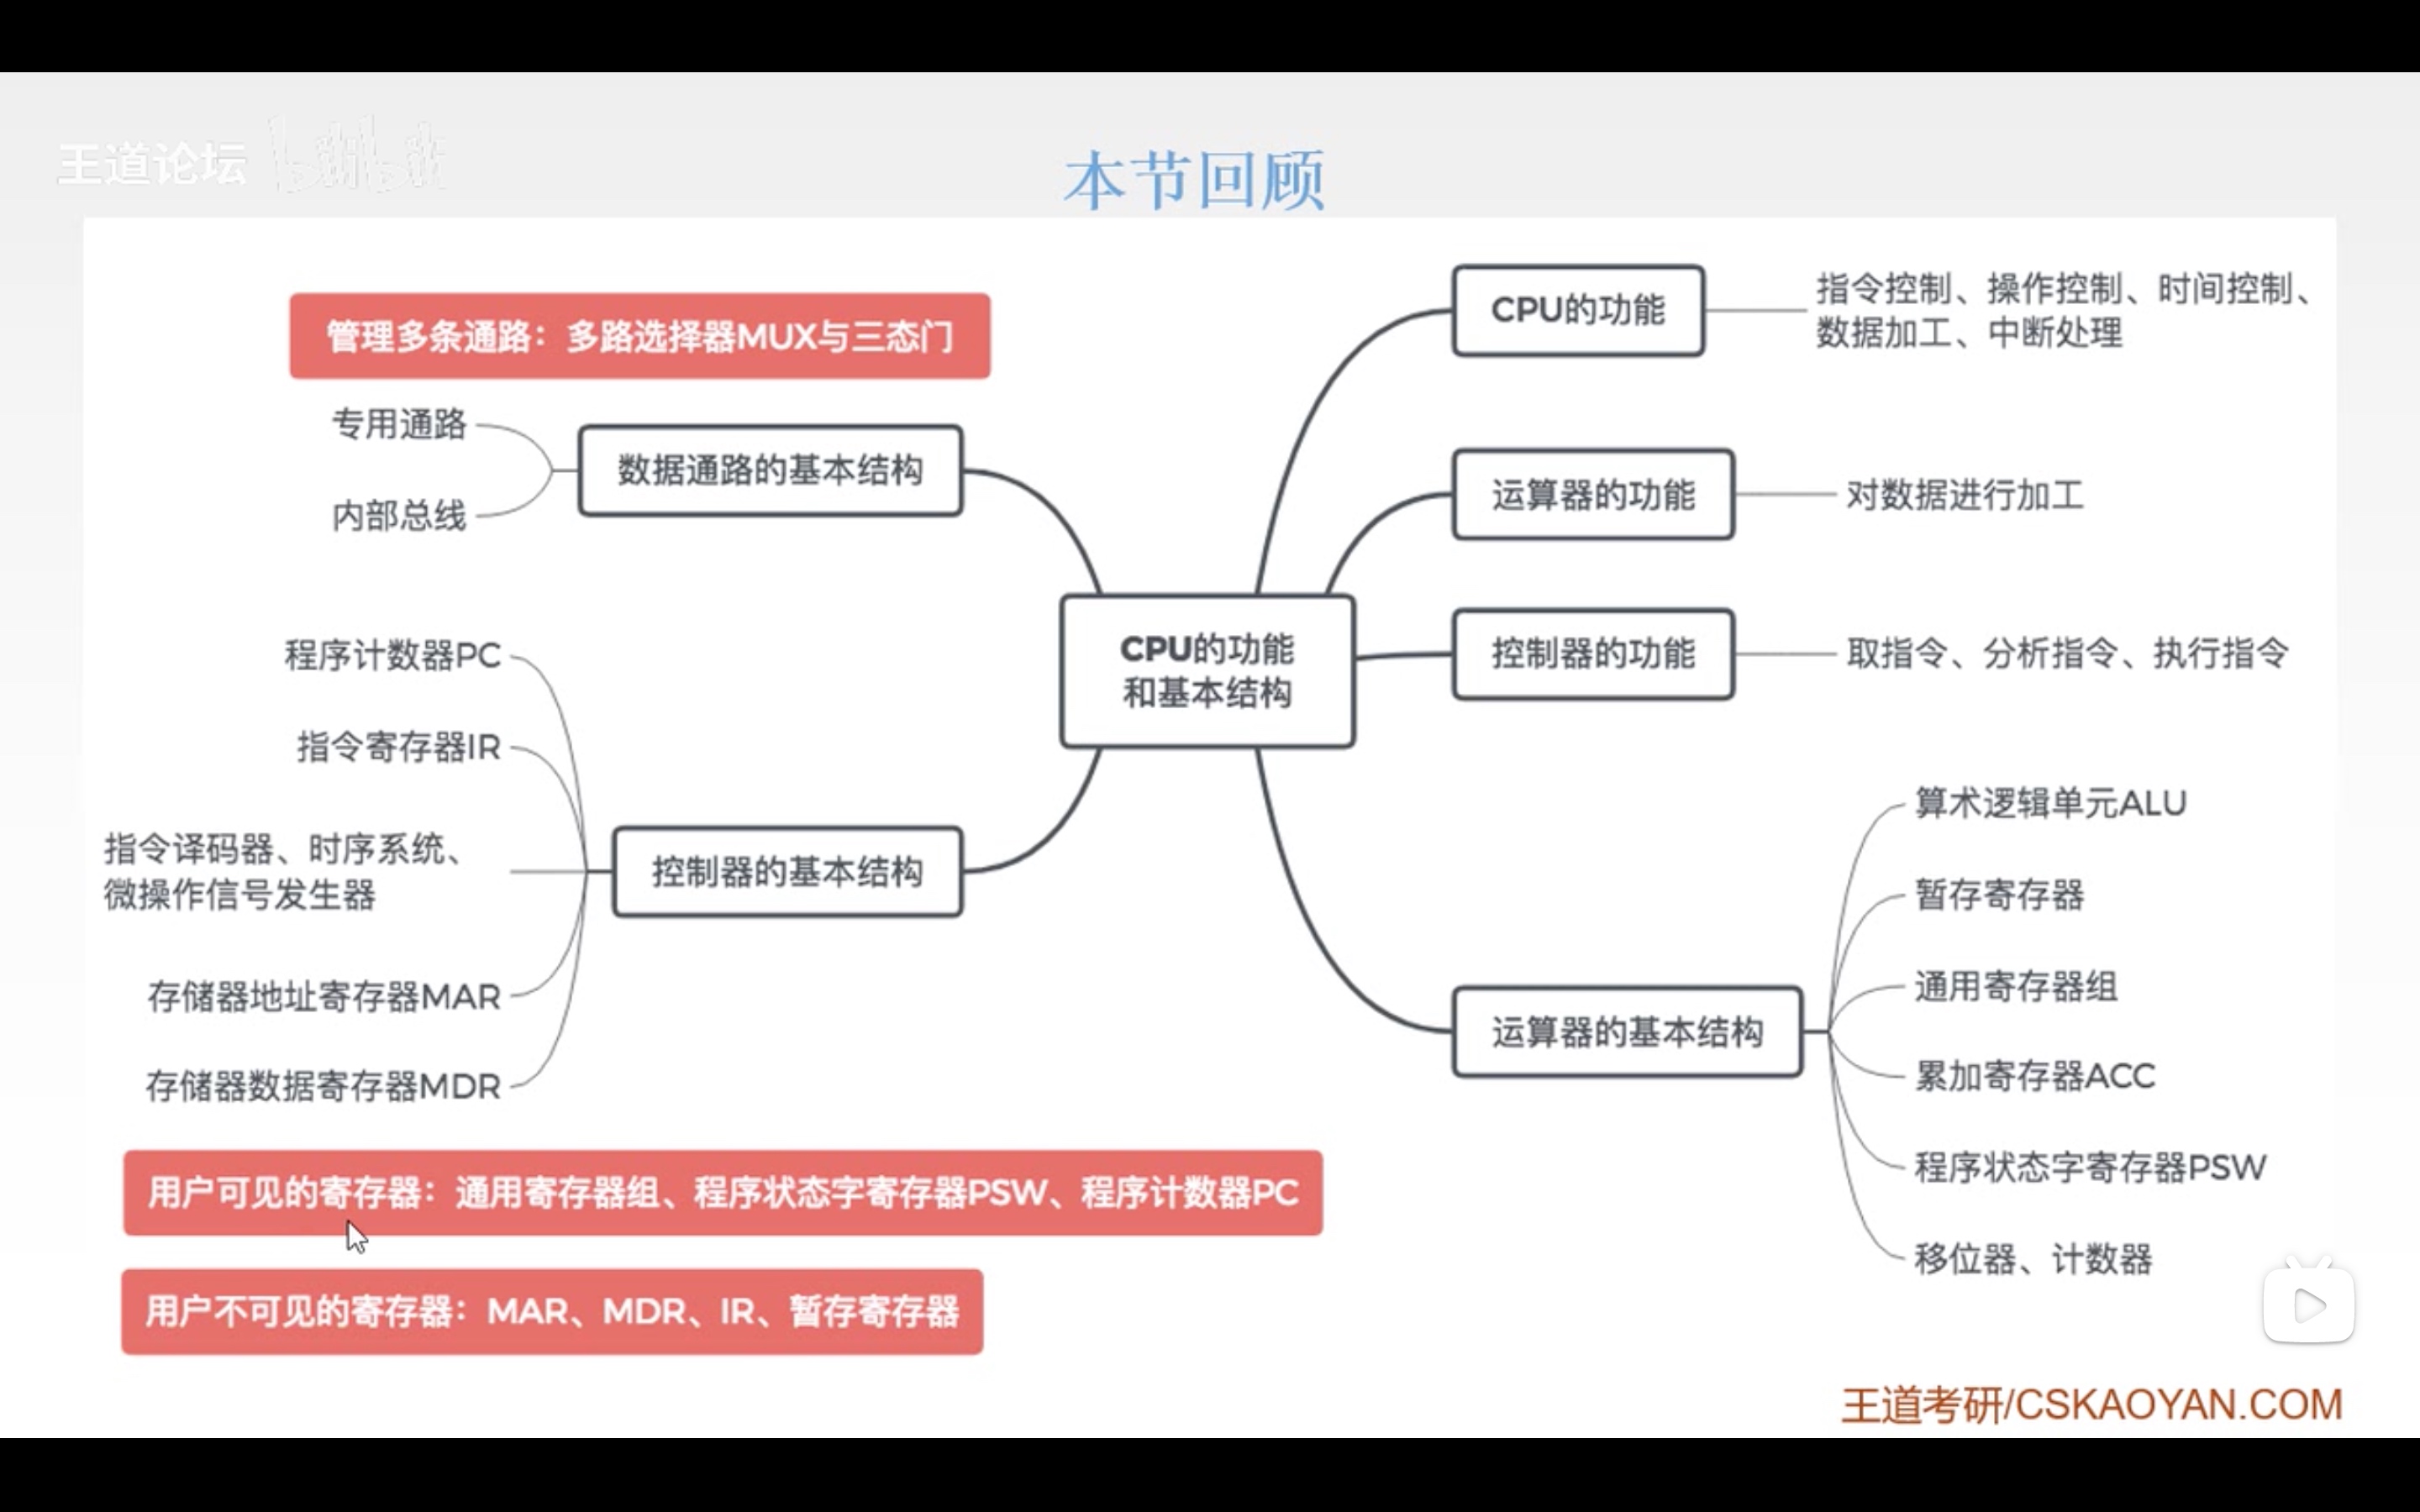 王道论坛 bilibili
本节回顾
管理多条通路：多路选择器MUX与三态门
专用通路
内部总线
数据通路的基本结构
程序计数器PC
指令寄存器IR
指令译码器、时序系统、
微操作信号发生器
存储器地址寄存器MAR
存储器数据寄存器MDR
控制器的基本结构
用户可见的寄存器：通用寄存器组、程序状态字寄存器PSW、程序计数器PC
用户不可见的寄存器：MAR、MDR、IR、暂存寄存器
CPU的功能
和基本结构
CPU的功能
指令控制、操作控制、时间控制、
数据加工、中断处理
运算器的功能
对数据进行加工
控制器的功能
取指令、分析指令、执行指令
运算器的基本结构
算术逻辑单元ALU
暂存寄存器
通用寄存器组
累加寄存器ACC
程序状态字寄存器PSW
移位器、计数器
王道考研/CSKAOYAN.COM